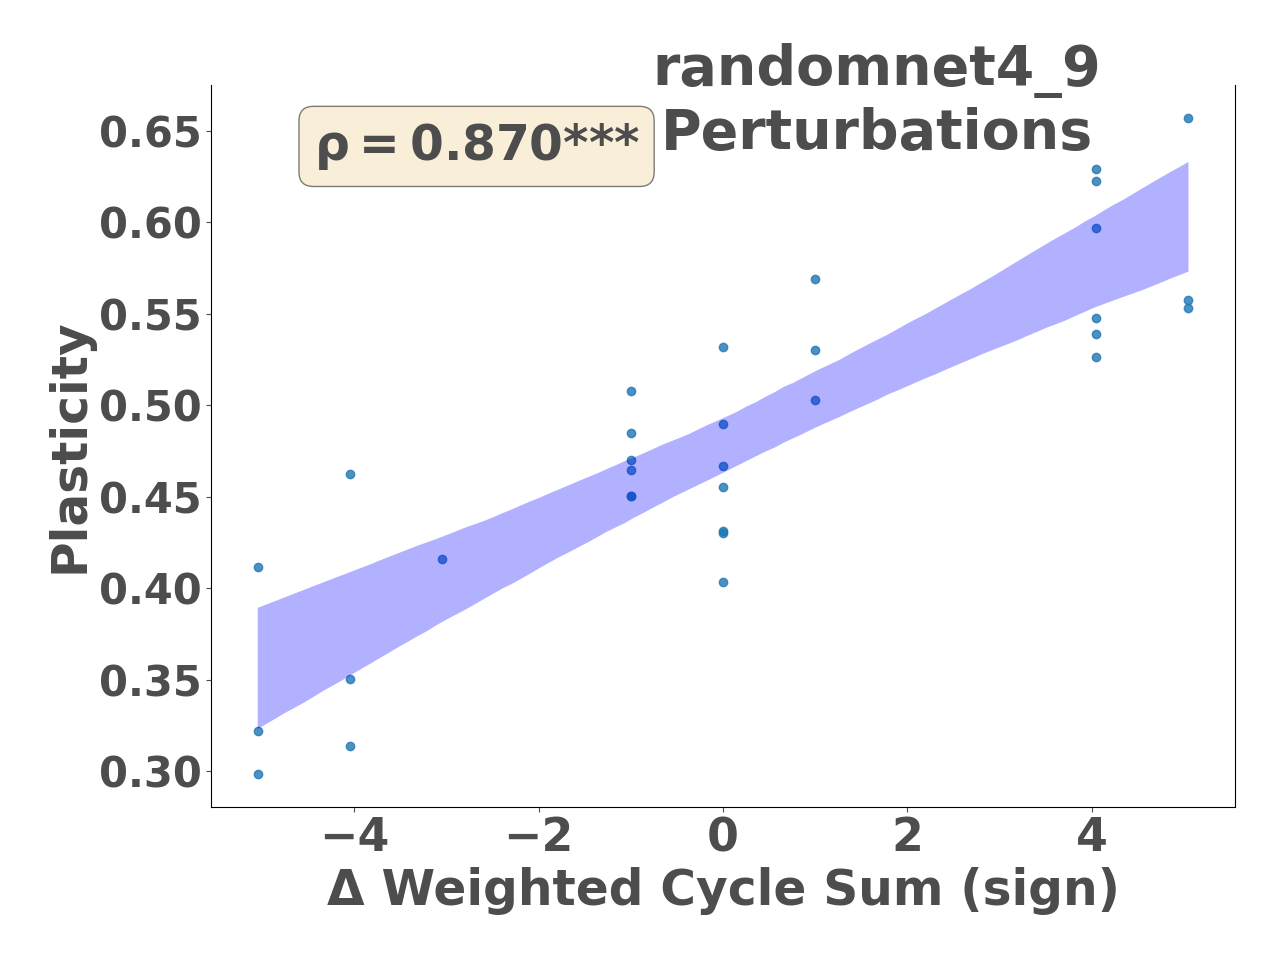 randomnet4_9
Perturbations
ρ = 0.870***
Plasticity
0.65
0.60
0.55
0.50
0.45
0.40
0.35
0.30
−4 −2 0 2 4
Δ Weighted Cycle Sum (sign)